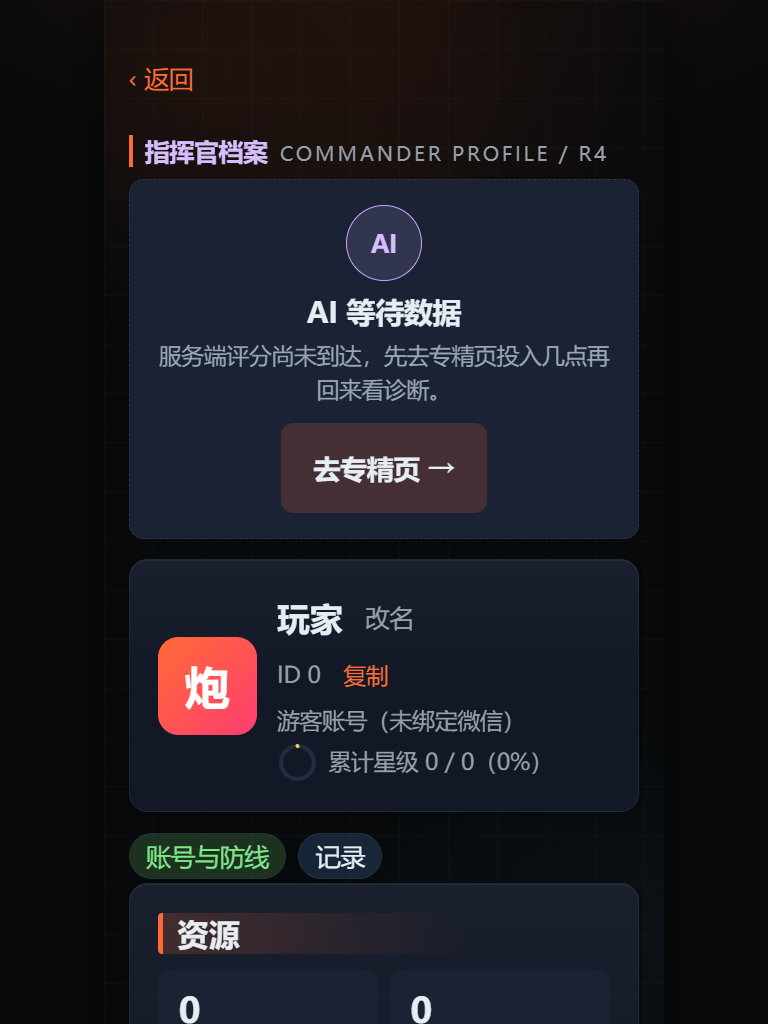 ‹ 返回
指挥官档案 COMMANDER PROFILE / R4
AI
AI 等待数据
服务端评分尚未到达，先去专精页投入几点再
回来看诊断。
去专精页 →
炮
玩家 改名
ID 0 复制
游客账号（未绑定微信）
累计星级 0 / 0（0%）
账号与防线 记录
资源
0 0